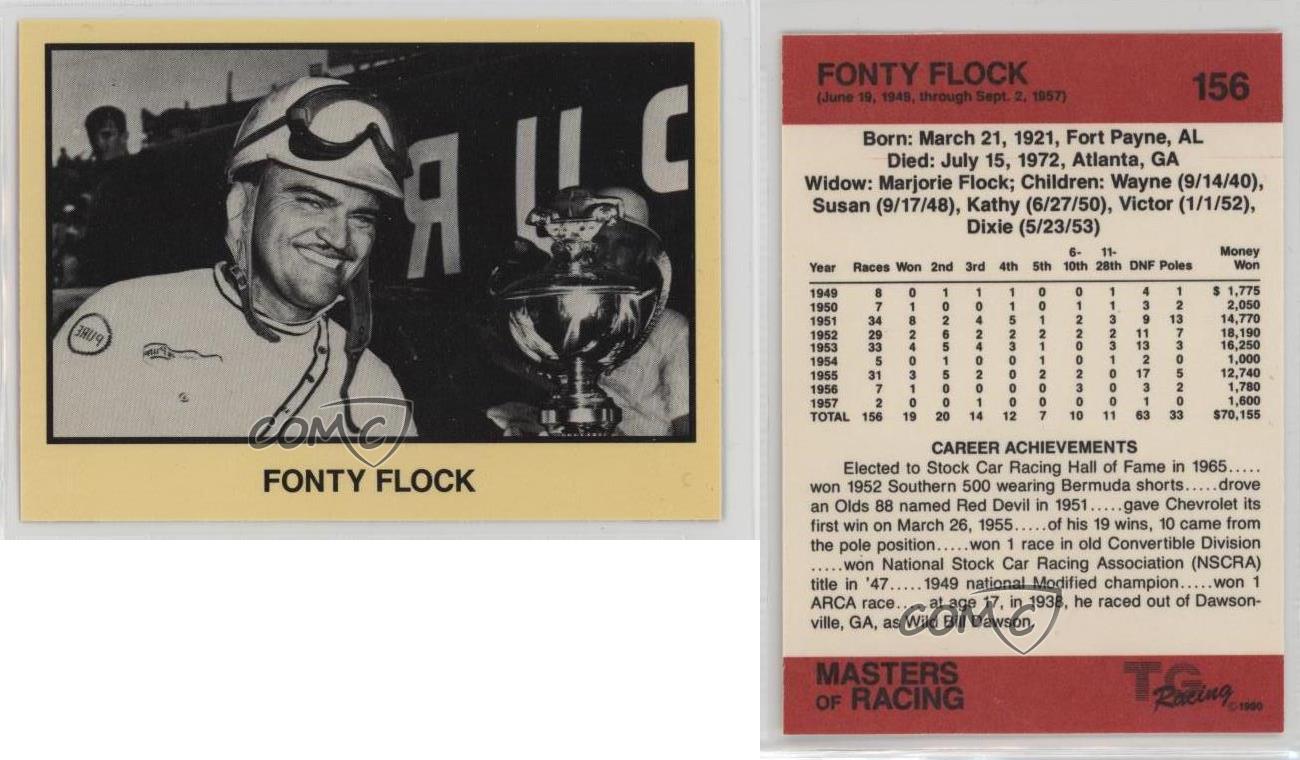 PURE
Pure
RU
PU
FONTY FLOCK
COMC
FONTY FLOCK
156
(June 19, 1949, through Sept. 2, 1957)
Born: March 21, 1921, Fort Payne, AL
Died: July 15, 1972, Atlanta, GA
Widow: Marjorie Flock; Children: Wayne (9/14/40),
Susan (9/17/48), Kathy (6/27/50), Victor (1/1/52),
Dixie (5/23/53)
Year Races Won 2nd 3rd 4th 5th 6-10th 11-28th DNF Poles Money Won
1949 8 0 1 1 1 0 0 1 4 1 $ 1,775
1950 7 1 0 0 1 0 1 1 3 2 2,050
1951 34 8 2 4 5 1 2 3 9 13 14,770
1952 29 2 6 2 2 2 2 2 11 7 18,190
1953 33 4 5 4 3 1 0 3 13 3 16,250
1954 5 0 1 0 0 1 0 1 2 0 1,000
1955 31 3 5 2 0 2 2 0 17 5 12,740
1956 7 1 0 0 0 0 3 0 3 2 1,780
1957 2 0 0 1 0 0 0 0 1 0 1,600
TOTAL 156 19 20 14 12 7 10 11 63 33 $70,155
CAREER ACHIEVEMENTS
Elected to Stock Car Racing Hall of Fame in 1965.....
won 1952 Southern 500 wearing Bermuda shorts.....drove
an Olds 88 named Red Devil in 1951.....gave Chevrolet its
first win on March 26, 1955.....of his 19 wins, 10 came from
the pole position.....won 1 race in old Convertible Division
.....won National Stock Car Racing Association (NSCRA)
title in '47.....1949 national Modified champion.....won 1
ARCA race.....at age 17, in 1938, he raced out of Dawson-
ville, GA, as Wild Bill Dawson.
COMC
MASTERS
OF RACING
TG
Racing
©1990